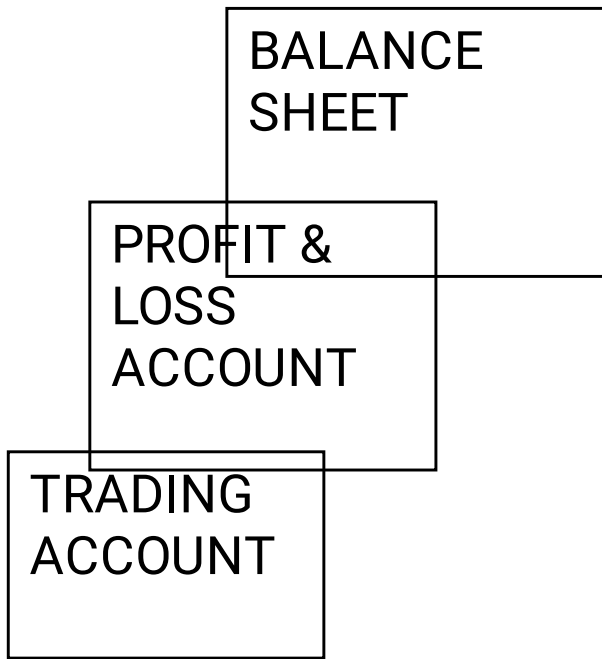 BALANCE
SHEET
PROFIT &
LOSS
ACCOUNT
TRADING
ACCOUNT